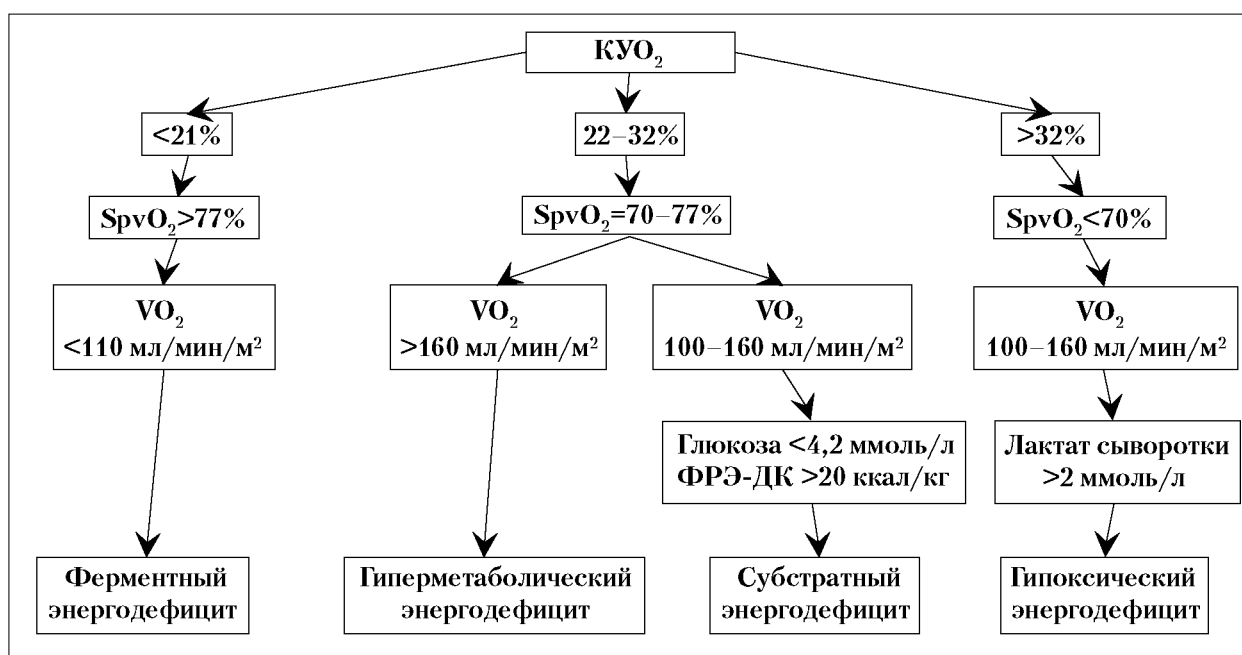 КУО₂
<21%
22–32%
>32%
SpvO₂>77%
SpvO₂=70–77%
SpvO₂<70%
VO₂
<110 мл/мин/м²
VO₂
>160 мл/мин/м²
VO₂
100–160 мл/мин/м²
VO₂
100–160 мл/мин/м²
Глюкоза <4,2 ммоль/л
ФРЭ-ДК >20 ккал/кг
Лактат сыворотки
>2 ммоль/л
Ферментный
энергодефицит
Гиперметаболический
энергодефицит
Субстратный
энергодефицит
Гипоксический
энергодефицит